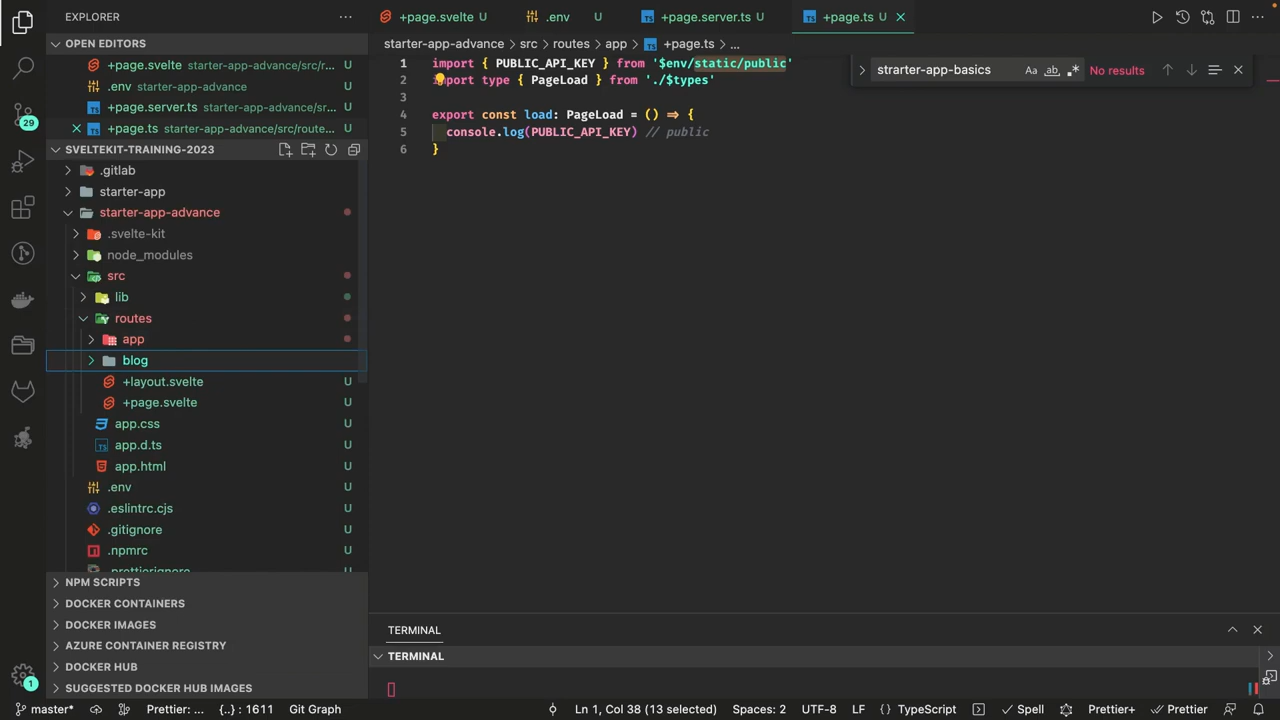 EXPLORER
OPEN EDITORS
+page.svelte starter-app-advance/src/r...
.env starter-app-advance
+page.server.ts starter-app-advance/src/...
+page.ts starter-app-advance/src/route...
SVELTEKIT-TRAINING-2023
.gitlab
starter-app
starter-app-advance
.svelte-kit
node_modules
src
lib
routes
app
blog
+layout.svelte U
+page.svelte U
app.css U
app.d.ts U
app.html U
.env U
.eslintrc.cjs U
.gitignore U
.npmrc U
.prettierignore
NPM SCRIPTS
DOCKER CONTAINERS
DOCKER IMAGES
AZURE CONTAINER REGISTRY
DOCKER HUB
SUGGESTED DOCKER HUB IMAGES
29
1
+page.svelte U
.env U
+page.server.ts U
+page.ts U
starter-app-advance > src > routes > app > +page.ts > ...
strarter-app-basics Aa ab .* No results
1 import { PUBLIC_API_KEY } from '$env/static/public'
2 import type { PageLoad } from './$types'
3
4 export const load: PageLoad = () => {
5 console.log(PUBLIC_API_KEY) // public
6 }
TERMINAL
TERMINAL
master* Prettier: ... {..} : 1611 Git Graph Ln 1, Col 38 (13 selected) Spaces: 2 UTF-8 LF {} TypeScript Spell Prettier+ Prettier